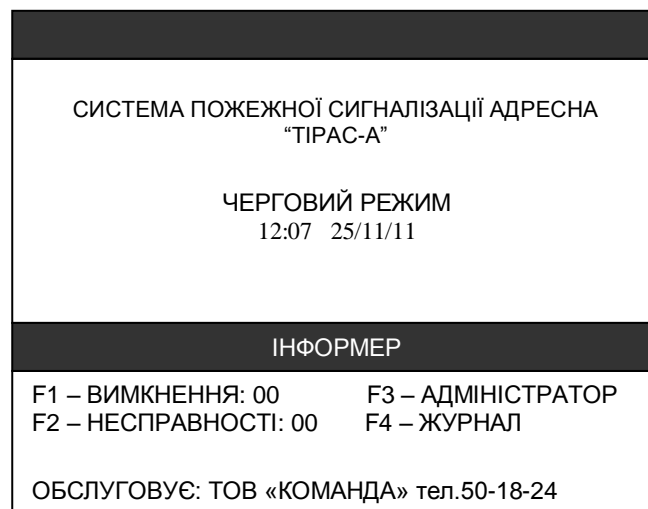 СИСТЕМА ПОЖЕЖНОЇ СИГНАЛІЗАЦІЇ АДРЕСНА
“ТІРАС-А”
ЧЕРГОВИЙ РЕЖИМ
12:07 25/11/11
ІНФОРМЕР
F1 – ВИМКНЕННЯ: 00 F3 – АДМІНІСТРАТОР
F2 – НЕСПРАВНОСТІ: 00 F4 – ЖУРНАЛ
ОБСЛУГОВУЄ: ТОВ «КОМАНДА» тел.50-18-24